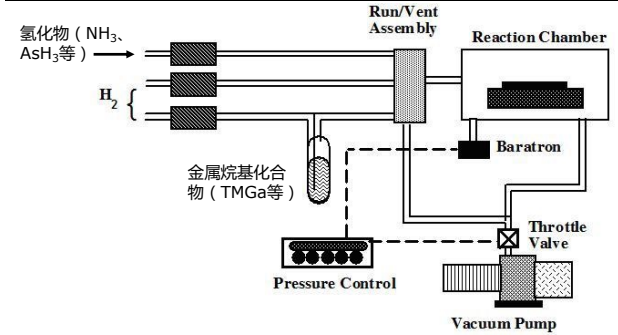 氢化物（NH₃、
AsH₃等）
H₂
金属烷基化合
物（TMGa等）
Run/Vent
Assembly
Reaction Chamber
Baratron
Throttle
Valve
Pressure Control
Vacuum Pump